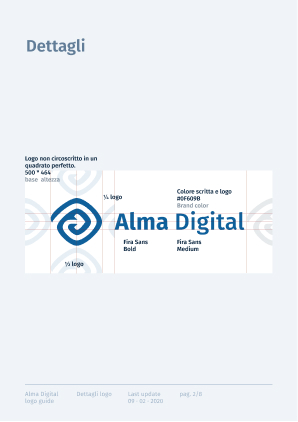 Dettagli
Logo non circoscritto in un
quadrato perfetto.
500 * 464
base altezza
¼ logo
Colore scritta e logo
#0F609B
Brand color
Alma Digital
Fira Sans
Bold
Fira Sans
Medium
¼ logo
Alma Digital
logo guide
Dettagli logo
Last update
09 - 02 - 2026
pag. 2/8